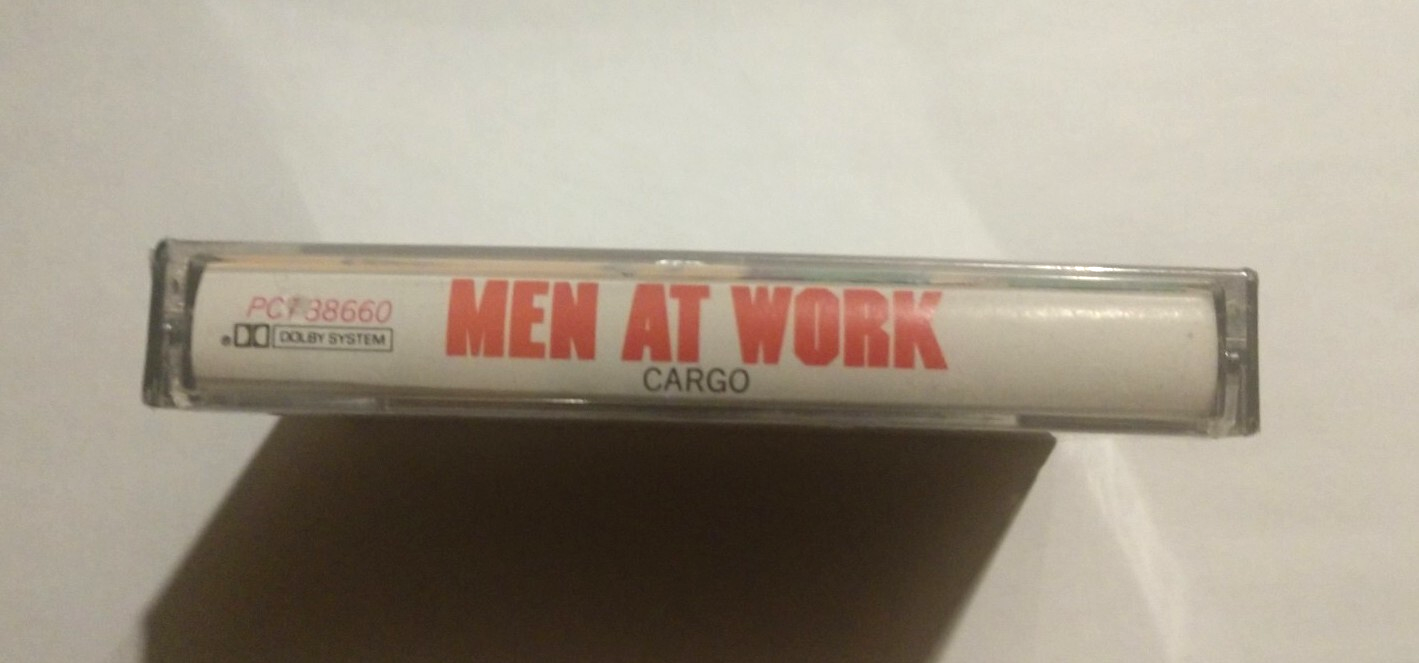 PCT 38660
DOLBY SYSTEM
MEN AT WORK
CARGO